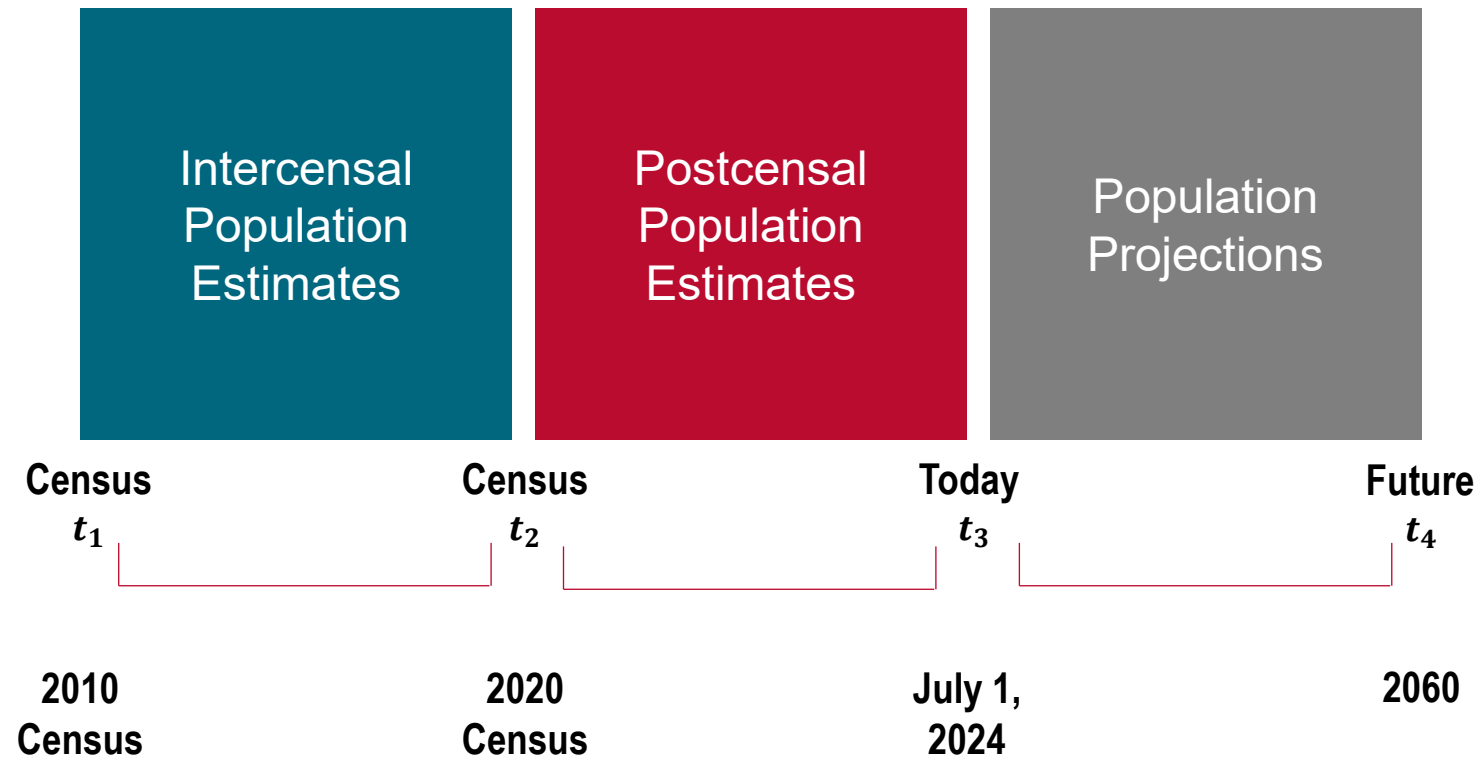 Intercensal
Population
Estimates
Postcensal
Population
Estimates
Population
Projections
Census
t₁
Census
t₂
Today
t₃
Future
t₄
2010
Census
2020
Census
July 1,
2024
2060